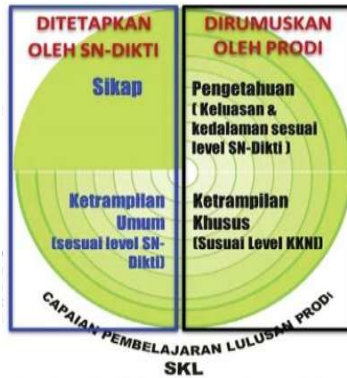 DITETAPKAN
OLEH SN-DIKTI
Sikap
Ketrampilan
Umum
(sesuai level SN-
Dikti)
DIRUMUSKAN
OLEH PRODI
Pengetahuan
( Keluasan &
kedalaman sesuai
level SN-Dikti )
Ketrampilan
Khusus
(Susuai Level KKNI)
CAPAIAN PEMBELAJARAN LULUSAN PRODI
SKL